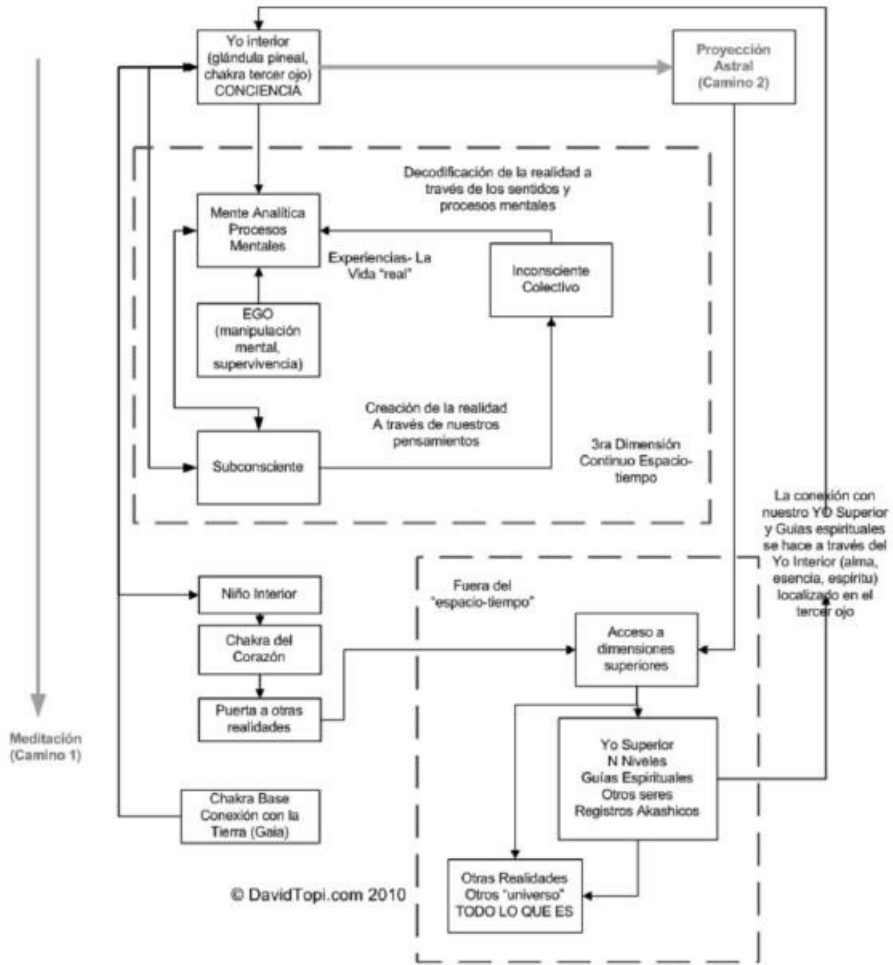 Yo interior
(glándula pineal,
chakra tercer ojo)
CONCIENCIA
Proyección
Astral
(Camino 2)
Decodificación de la realidad a
través de los sentidos y
procesos mentales
Mente Analítica
Procesos
Mentales
Experiencias- La
Vida "real"
Inconsciente
Colectivo
EGO
(manipulación
mental,
supervivencia)
Creación de la realidad
A través de nuestros
pensamientos
Subconsciente
3ra Dimensión
Continuo Espacio-
tiempo
La conexión con
nuestro YO Superior
y Guias espirituales
se hace a través del
Yo Interior (alma,
esencia, espíritu)
localizado en el
tercer ojo
Niño Interior
Chakra del
Corazón
Puerta a otras
realidades
Meditación
(Camino 1)
Chakra Base
Conexión con la
Tierra (Gaia)
Fuera del
"espacio-tiempo"
Acceso a
dimensiones
superiores
Yo Superior
N Niveles
Guías Espirituales
Otros seres
Registros Akashicos
Otras Realidades
Otros "universo"
TODO LO QUE ES
© DavidTopi.com 2010